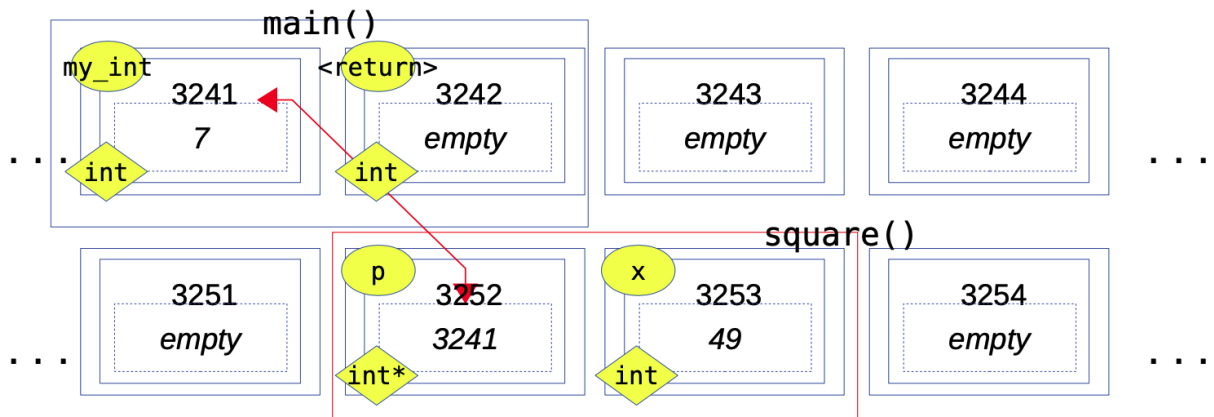 main()
my_int
3241
7
int
<return>
3242
empty
int
3243
empty
3244
empty
...
...
square()
3251
empty
p
3252
3241
int*
x
3253
49
int
3254
empty
...
...